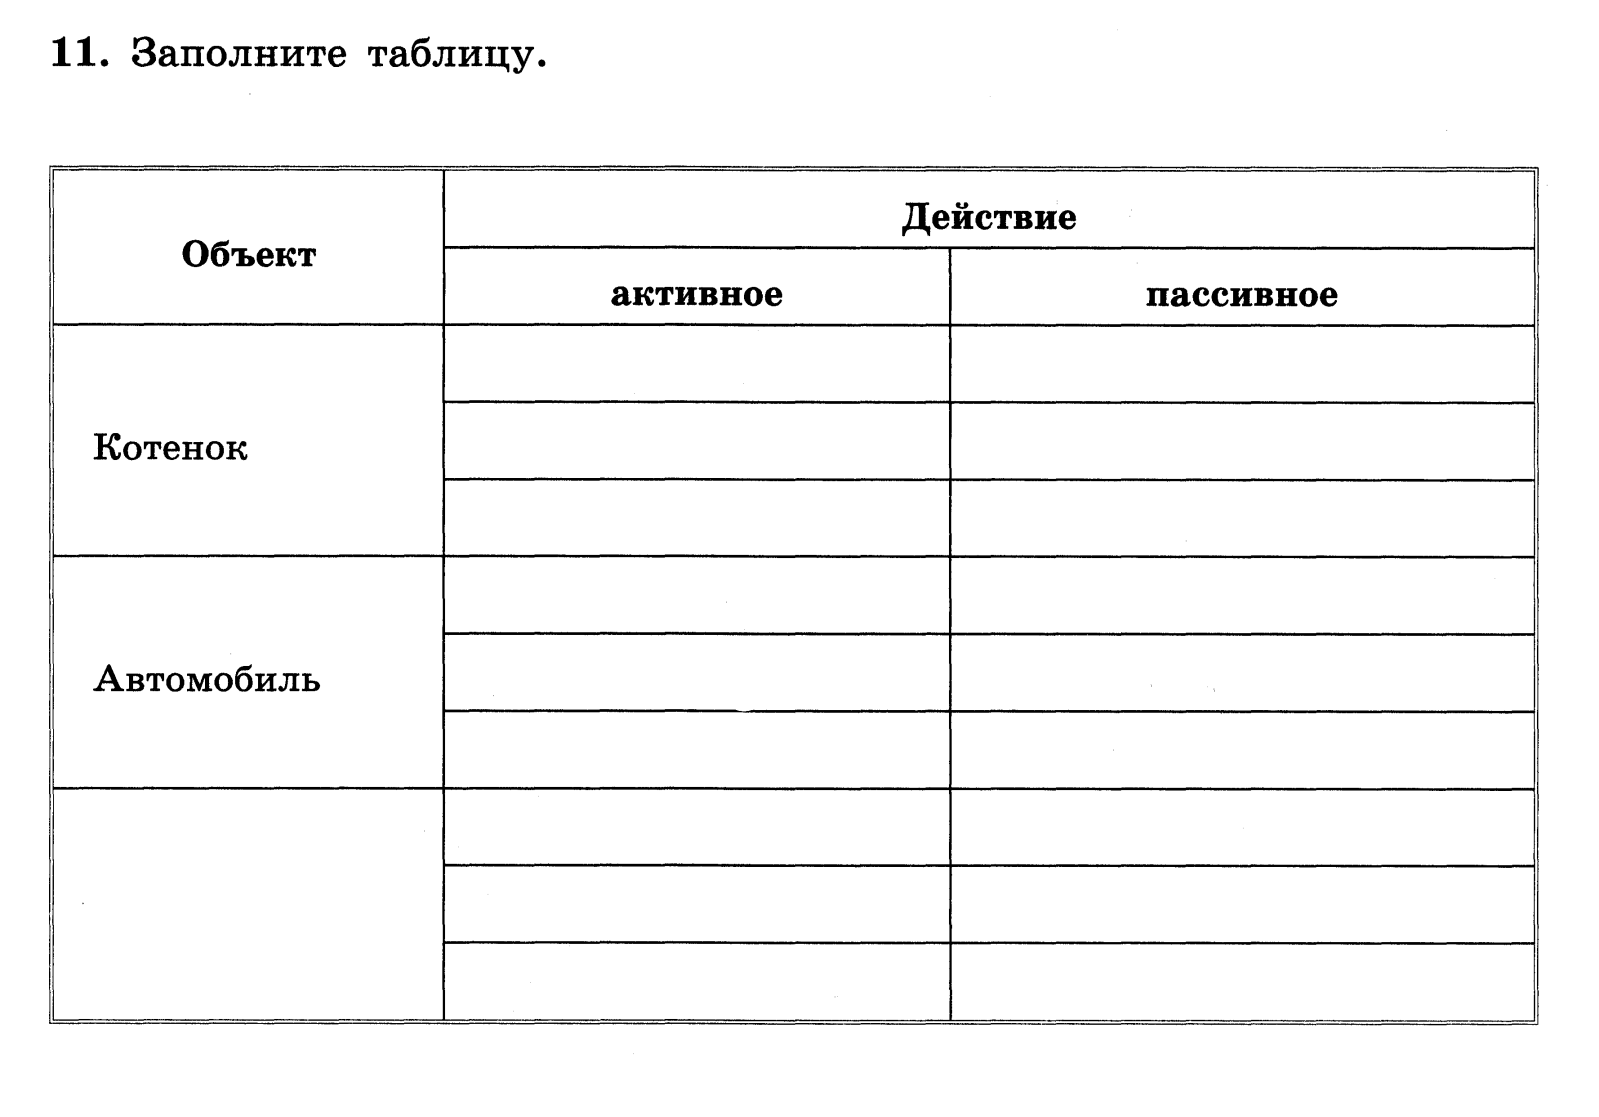 11. Заполните таблицу.
Объект
Действие
активное
пассивное
Котенок
Автомобиль